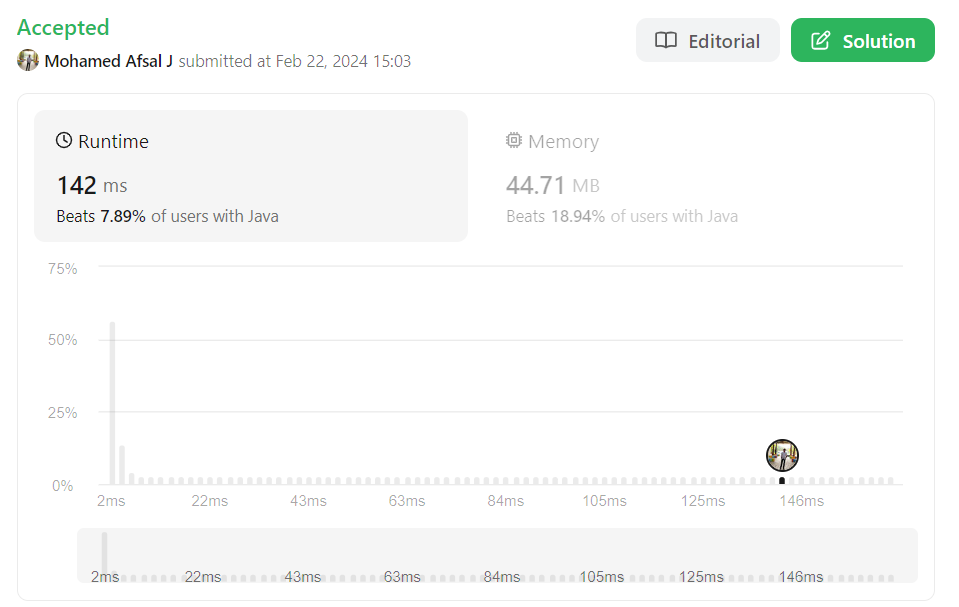 Accepted
Mohamed Afsal J submitted at Feb 22, 2024 15:03
Editorial
Solution
Runtime
142 ms
Beats 7.89% of users with Java
Memory
44.71 MB
Beats 18.94% of users with Java
75%
50%
25%
0%
2ms 22ms 43ms 63ms 84ms 105ms 125ms 146ms
2ms 22ms 43ms 63ms 84ms 105ms 125ms 146ms